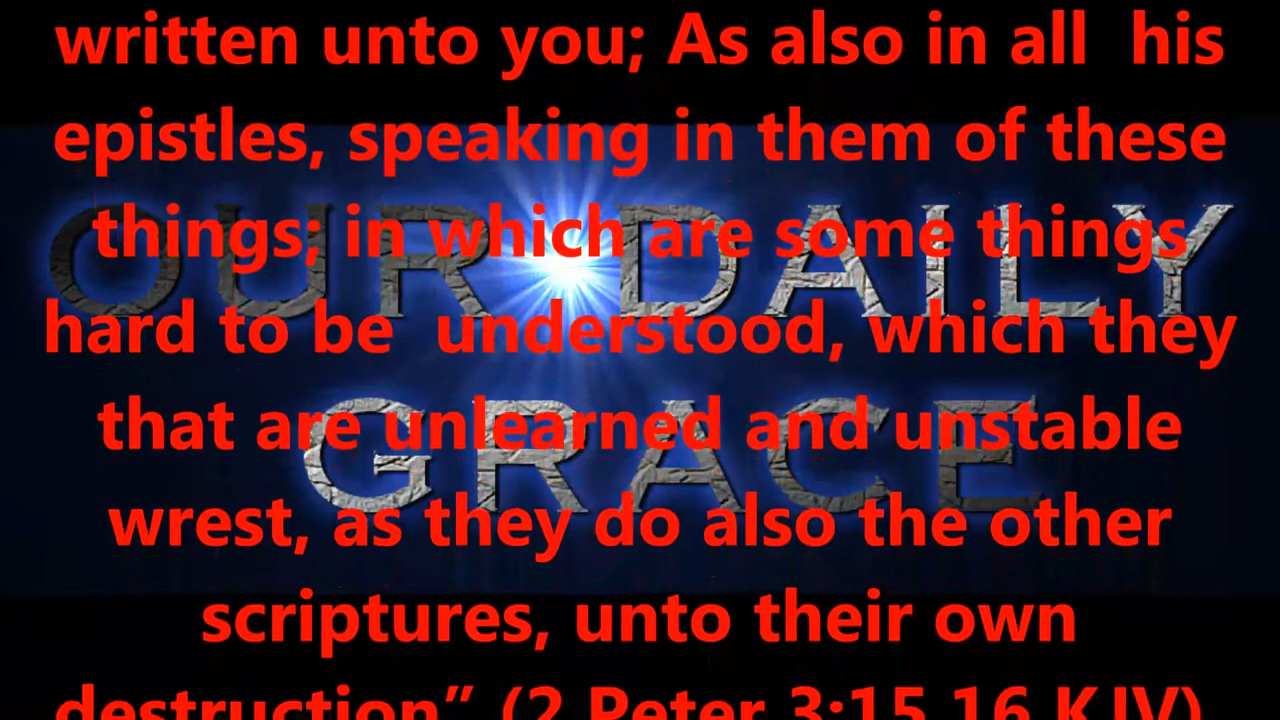 written unto you; As also in all his
epistles, speaking in them of these
things; in which are some things
hard to be understood, which they
that are unlearned and unstable
wrest, as they do also the other
scriptures, unto their own
destruction” (2 Peter 3:15,16 KJV)
OUR DAILY
GRACE